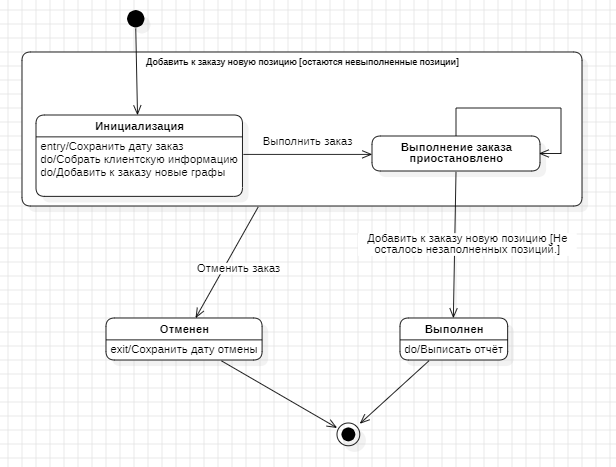 Добавить к заказу новую позицию [остаются невыполненные позиции]
Инициализация
entry/Сохранить дату заказ
do/Собрать клиентскую информацию
do/Добавить к заказу новые графы
Выполнить заказ
Выполнение заказа
приостановлено
Добавить к заказу новую позицию [Не
осталось незаполненных позиций.]
Отменить заказ
Отменен
exit/Сохранить дату отмены
Выполнен
do/Выписать отчёт